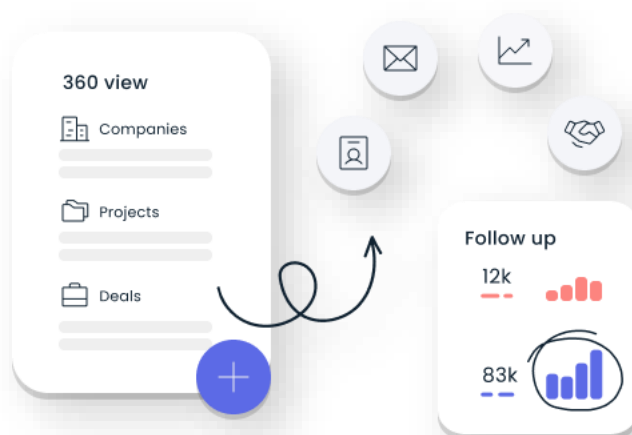 360 view
Companies
Projects
Deals
Follow up
12k
83k